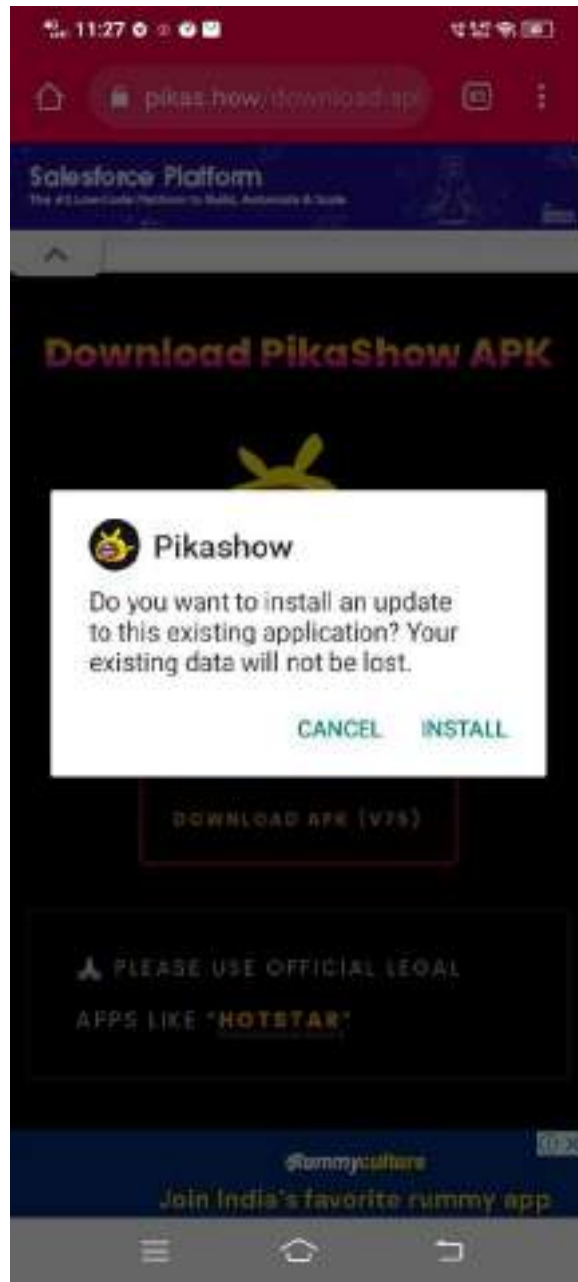 11:27
pikas.how/download-ap
Salesforce Platform
Download PikaShow APK
Pikashow
Do you want to install an update
to this existing application? Your
existing data will not be lost.
CANCEL INSTALL
DOWNLOAD APK (V75)
PLEASE USE OFFICIAL LEGAL
APPS LIKE "HOTSTAR"
Rummyculture
Join India's favorite rummy app